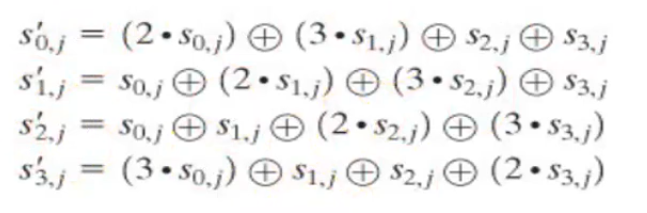 s′0,j = (2 • s0,j) ⊕ (3 • s1,j) ⊕ s2,j ⊕ s3,j
s′1,j = s0,j ⊕ (2 • s1,j) ⊕ (3 • s2,j) ⊕ s3,j
s′2,j = s0,j ⊕ s1,j ⊕ (2 • s2,j) ⊕ (3 • s3,j)
s′3,j = (3 • s0,j) ⊕ s1,j ⊕ s2,j ⊕ (2 • s3,j)